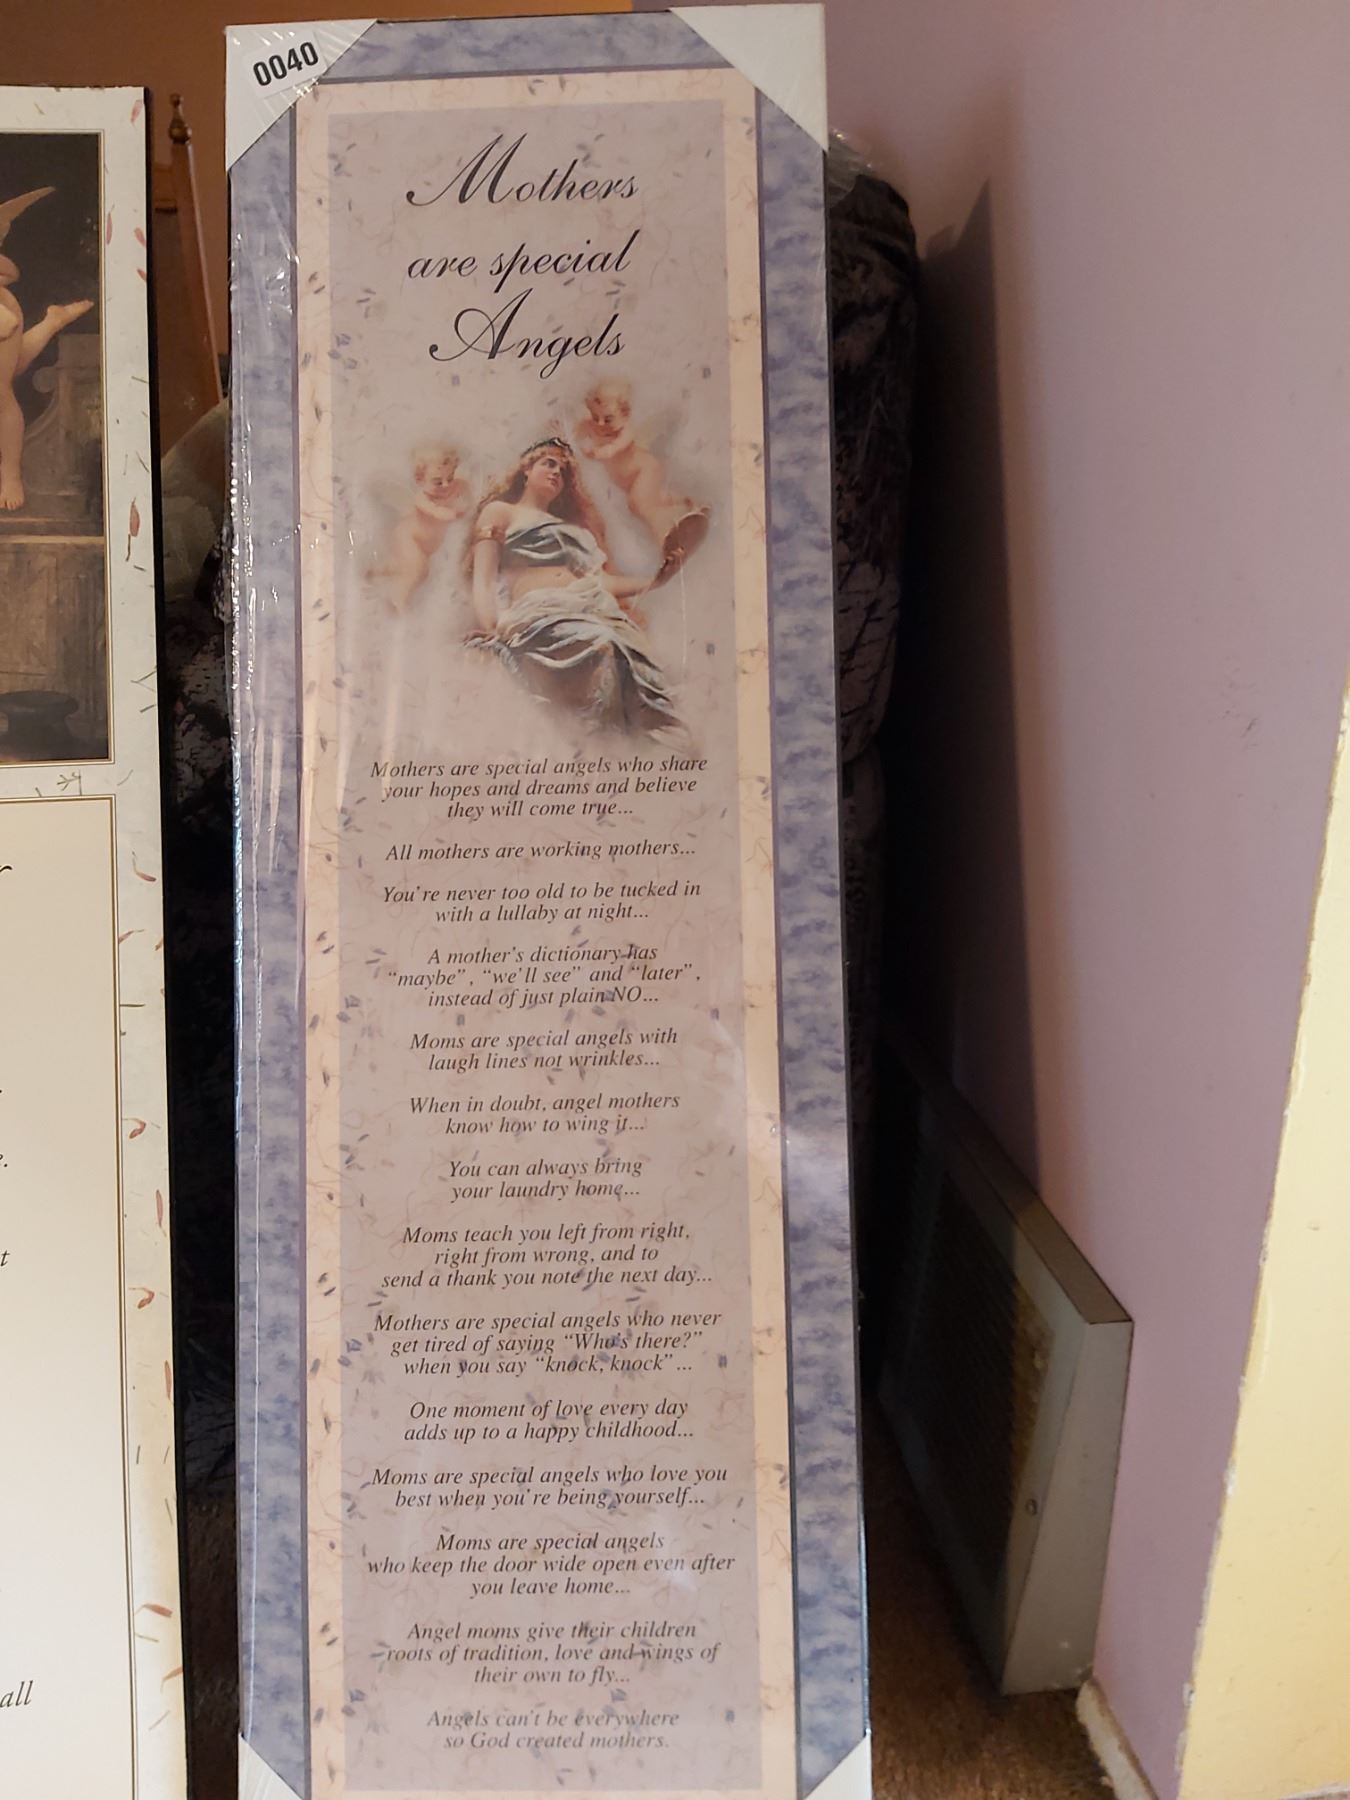 0040
Mothers
are special
Angels
Mothers are special angels who share
your hopes and dreams and believe
they will come true...
All mothers are working mothers...
You're never too old to be tucked in
with a lullaby at night...
A mother's dictionary has
"maybe", "we'll see" and "later",
instead of just plain NO...
Moms are special angels with
laugh lines not wrinkles...
When in doubt, angel mothers
know how to wing it...
You can always bring
your laundry home...
Moms teach you left from right,
right from wrong, and to
send a thank you note the next day...
Mothers are special angels who never
get tired of saying "Who's there?"
when you say "knock, knock"...
One moment of love every day
adds up to a happy childhood...
Moms are special angels who love you
best when you're being yourself...
Moms are special angels
who keep the door wide open even after
you leave home...
Angel moms give their children
roots of tradition, love and wings of
their own to fly...
Angels can't be everywhere
so God created mothers.
all